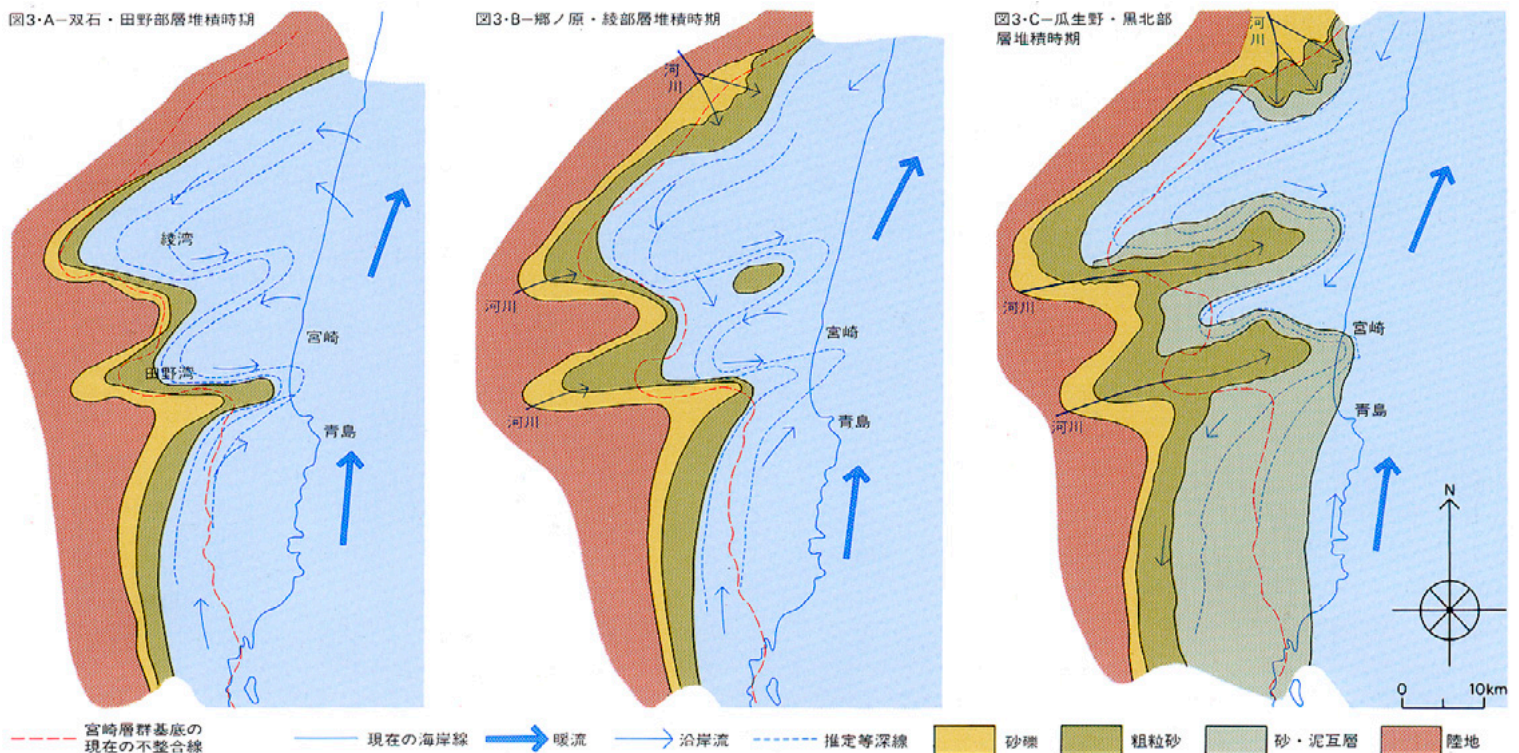 図3・A−双石・田野部層堆積時期
綾湾
宮崎
田野湾
青島
図3・B−郷ノ原・綾部層堆積時期
河川
河川
宮崎
河川
青島
図3・C−瓜生野・黒北部
層堆積時期
河川
河川
宮崎
河川
青島
N
0 10km
宮崎層群基底の
現在の不整合線
現在の海岸線
暖流
沿岸流
推定等深線
砂礫
粗粒砂
砂・泥互層
陸地